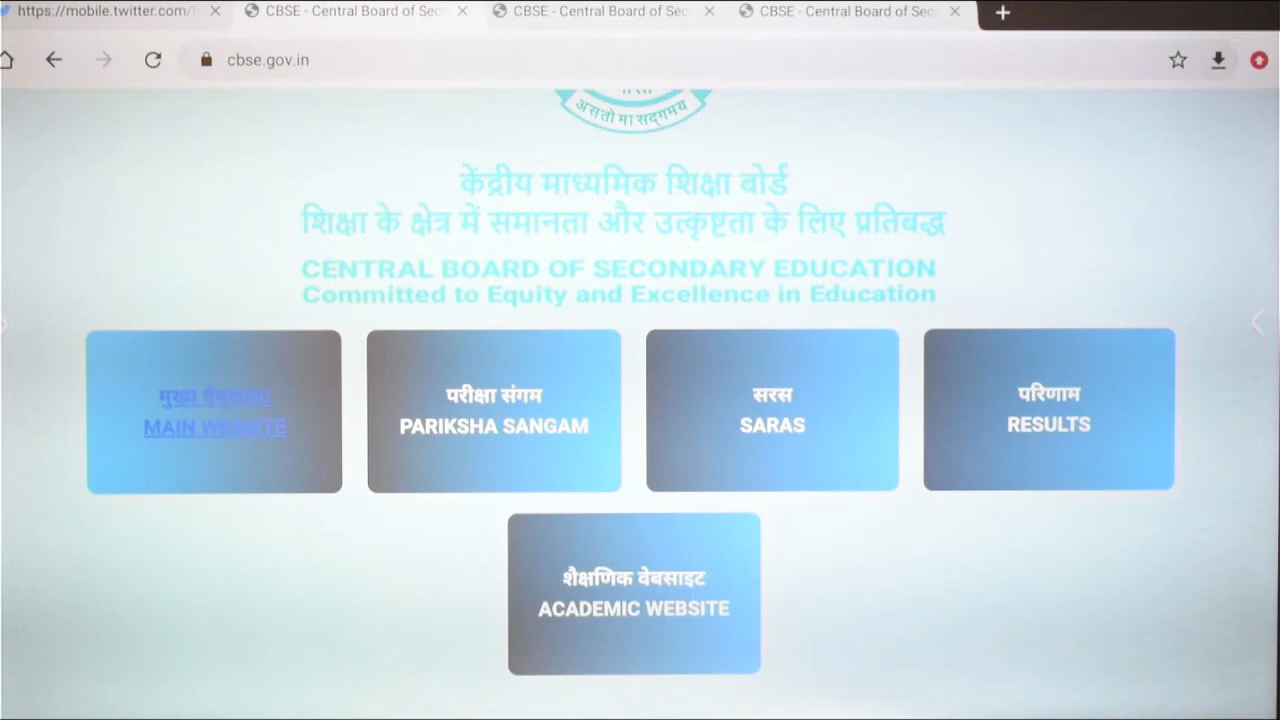 https://mobile.twitter.com/
CBSE - Central Board of Sec
CBSE - Central Board of Sec
CBSE - Central Board of Sec
cbse.gov.in
असतो मा सद्गमय
केंद्रीय माध्यमिक शिक्षा बोर्ड
शिक्षा के क्षेत्र में समानता और उत्कृष्टता के लिए प्रतिबद्ध
CENTRAL BOARD OF SECONDARY EDUCATION
Committed to Equity and Excellence in Education
मुख्य वेबसाइट
MAIN WEBSITE
परीक्षा संगम
PARIKSHA SANGAM
सरस
SARAS
परिणाम
RESULTS
शैक्षणिक वेबसाइट
ACADEMIC WEBSITE